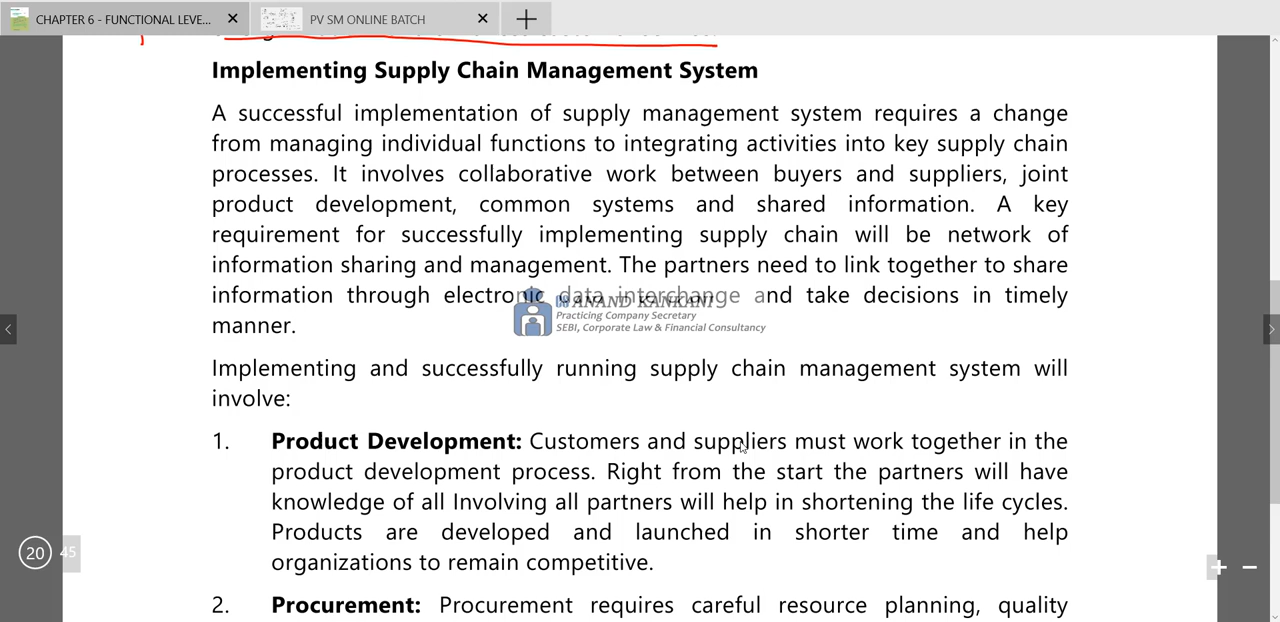 CHAPTER 6 - FUNCTIONAL LEVE...
PV SM ONLINE BATCH
Implementing Supply Chain Management System
A successful implementation of supply management system requires a change
from managing individual functions to integrating activities into key supply chain
processes. It involves collaborative work between buyers and suppliers, joint
product development, common systems and shared information. A key
requirement for successfully implementing supply chain will be network of
information sharing and management. The partners need to link together to share
information through electronic data interchange and take decisions in timely
ANAND KANKANI
Practicing Company Secretary
SEBI, Corporate Law & Financial Consultancy
manner.
Implementing and successfully running supply chain management system will
involve:
1. Product Development: Customers and suppliers must work together in the
product development process. Right from the start the partners will have
knowledge of all Involving all partners will help in shortening the life cycles.
Products are developed and launched in shorter time and help
organizations to remain competitive.
20 45
2. Procurement: Procurement requires careful resource planning, quality